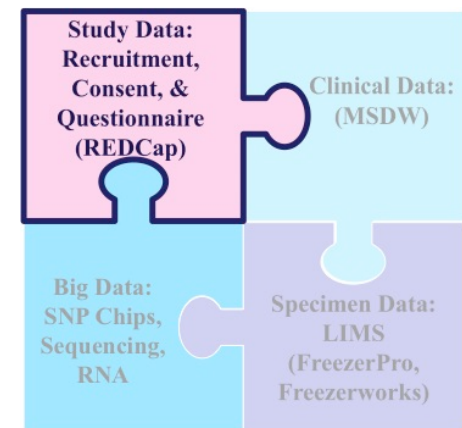 Study Data:
Recruitment,
Consent, &
Questionnaire
(REDCap)
Clinical Data:
(MSDW)
Big Data:
SNP Chips,
Sequencing,
RNA
Specimen Data:
LIMS
(FreezerPro,
Freezerworks)